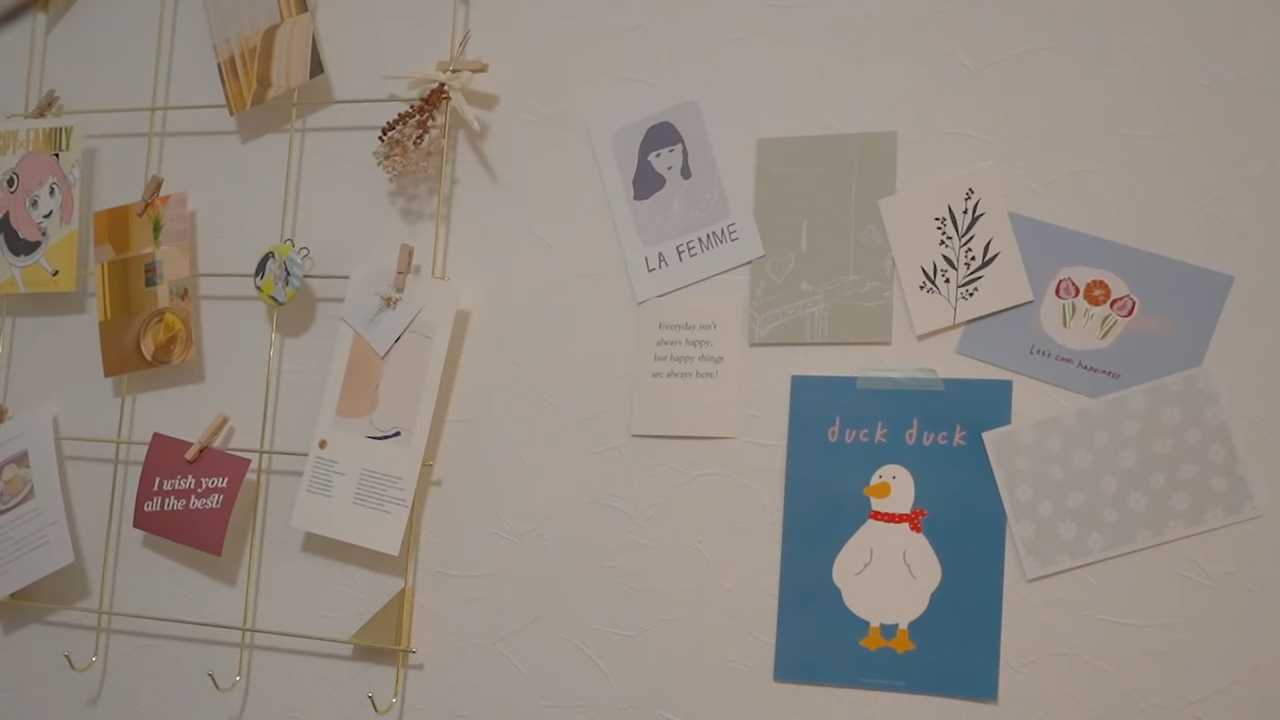 SPY×FAMILY
I wish you
all the best!
LA FEMME
Everyday isn't
always happy,
but happy things
are always here!
Let's cook happiness.
duck duck